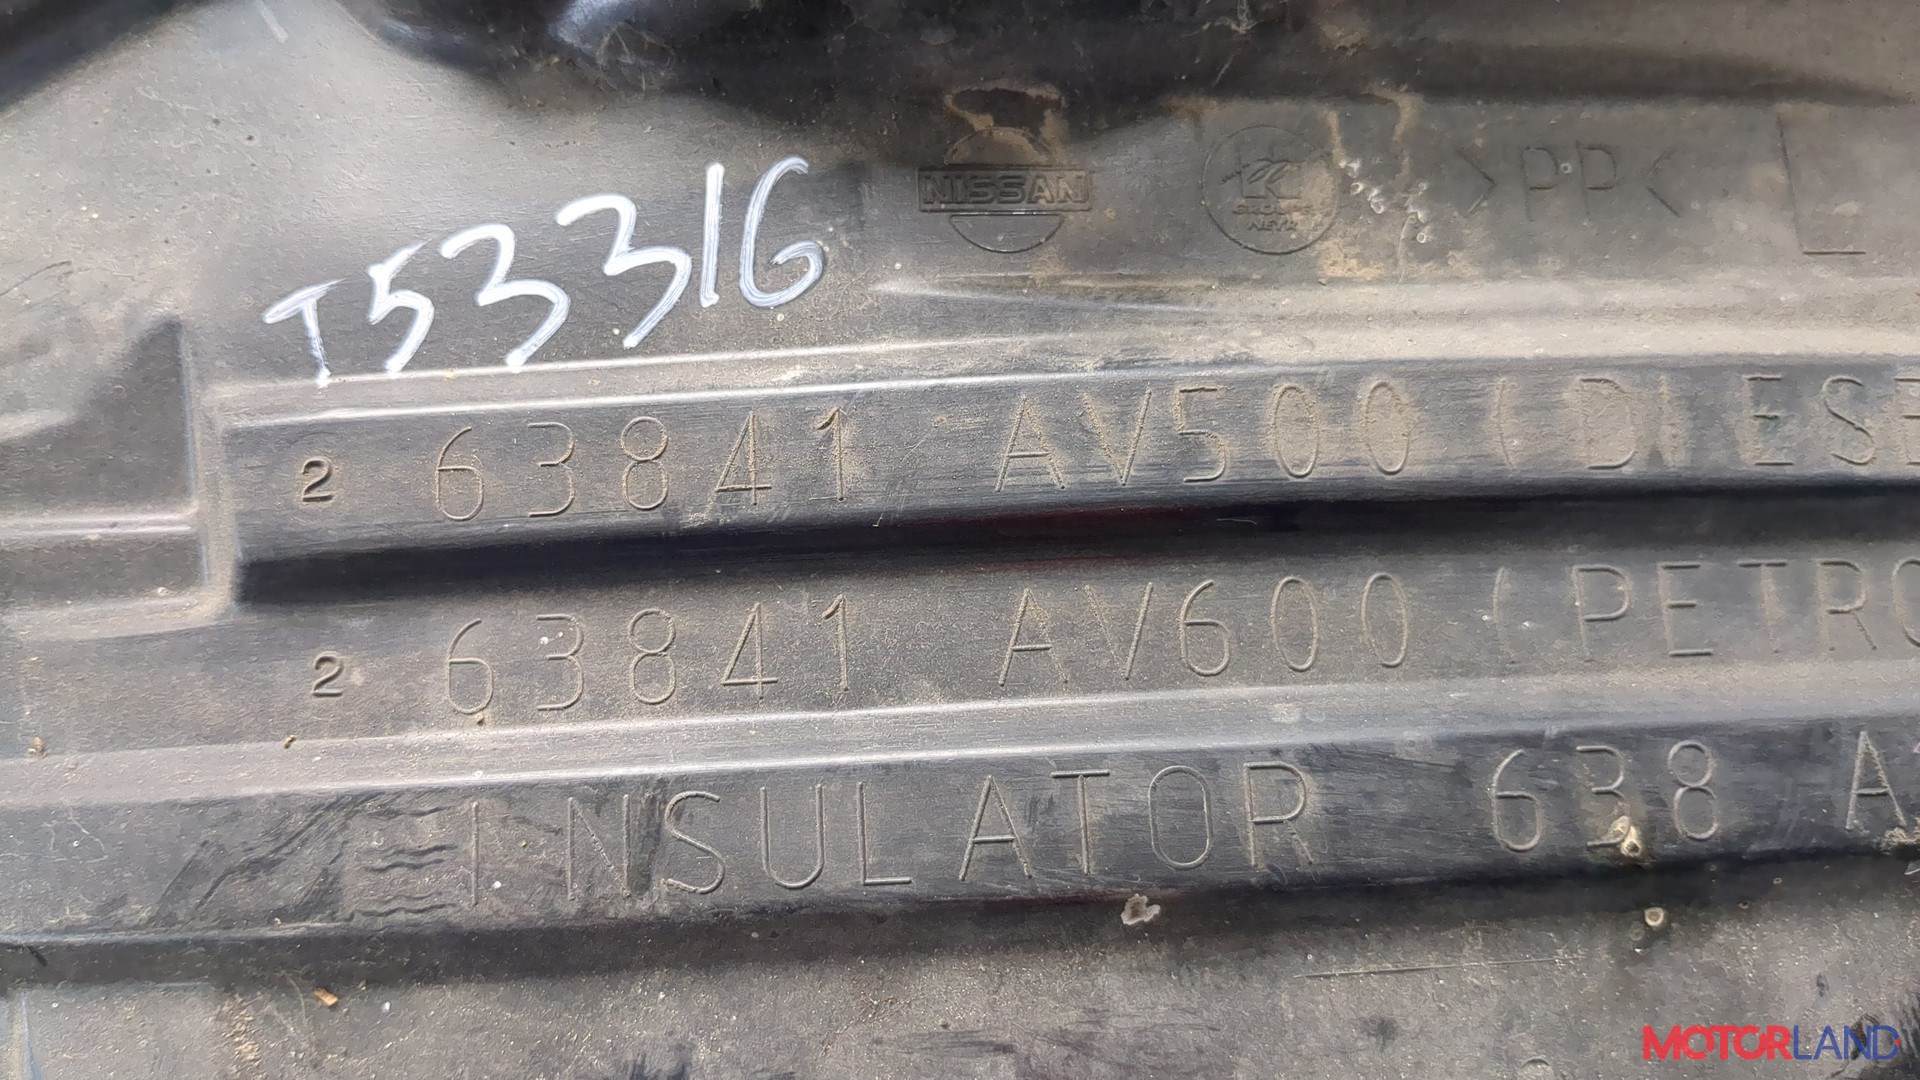 NISSAN
>PP<
L
T53316
2 63841 AV500 (DIESE
2 63841 AV600 (PETRO
INSULATOR 638 A
MOTORLAND